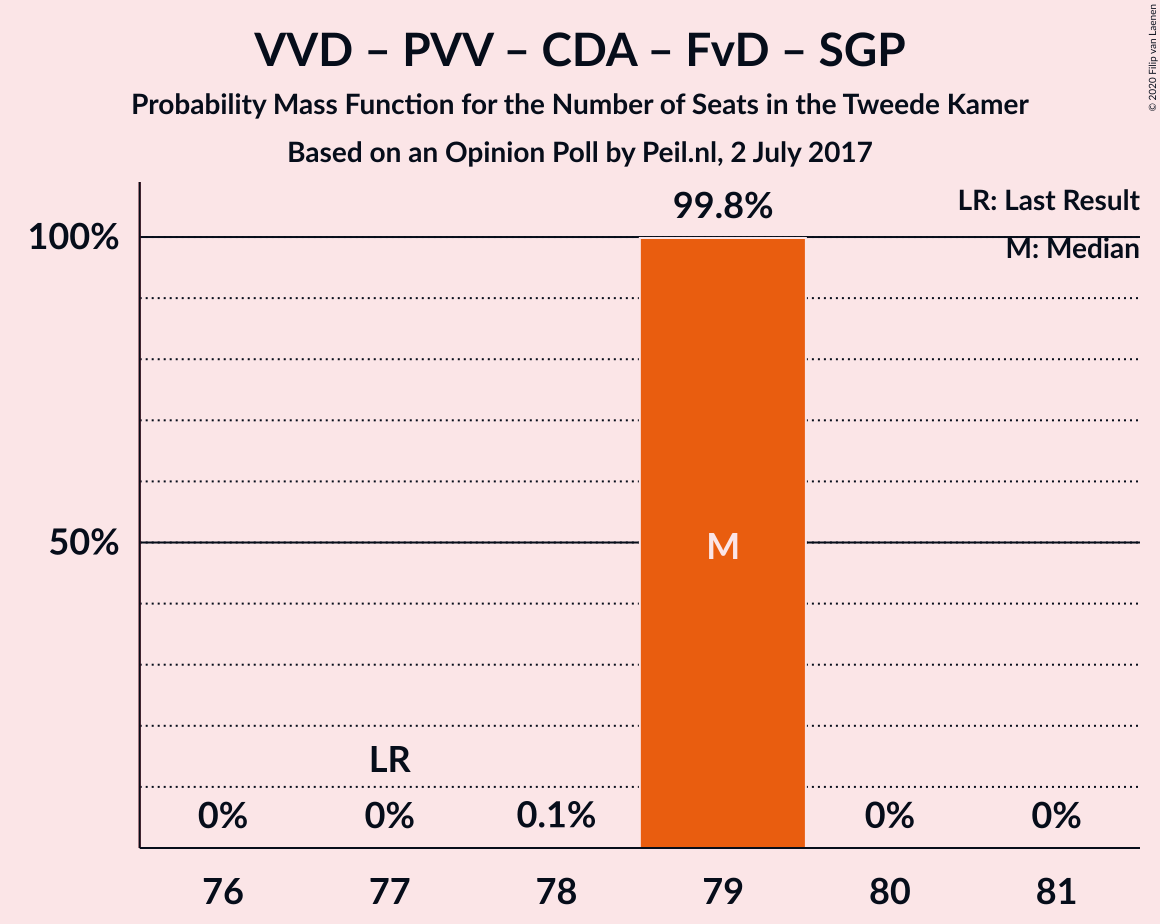 VVD – PVV – CDA – FvD – SGP
Probability Mass Function for the Number of Seats in the Tweede Kamer
Based on an Opinion Poll by Peil.nl, 2 July 2017
© 2020 Filip van Laenen
LR: Last Result
M: Median
99.8%
100%
50%
M
LR
0%
0%
0.1%
0%
0%
76
77
78
79
80
81